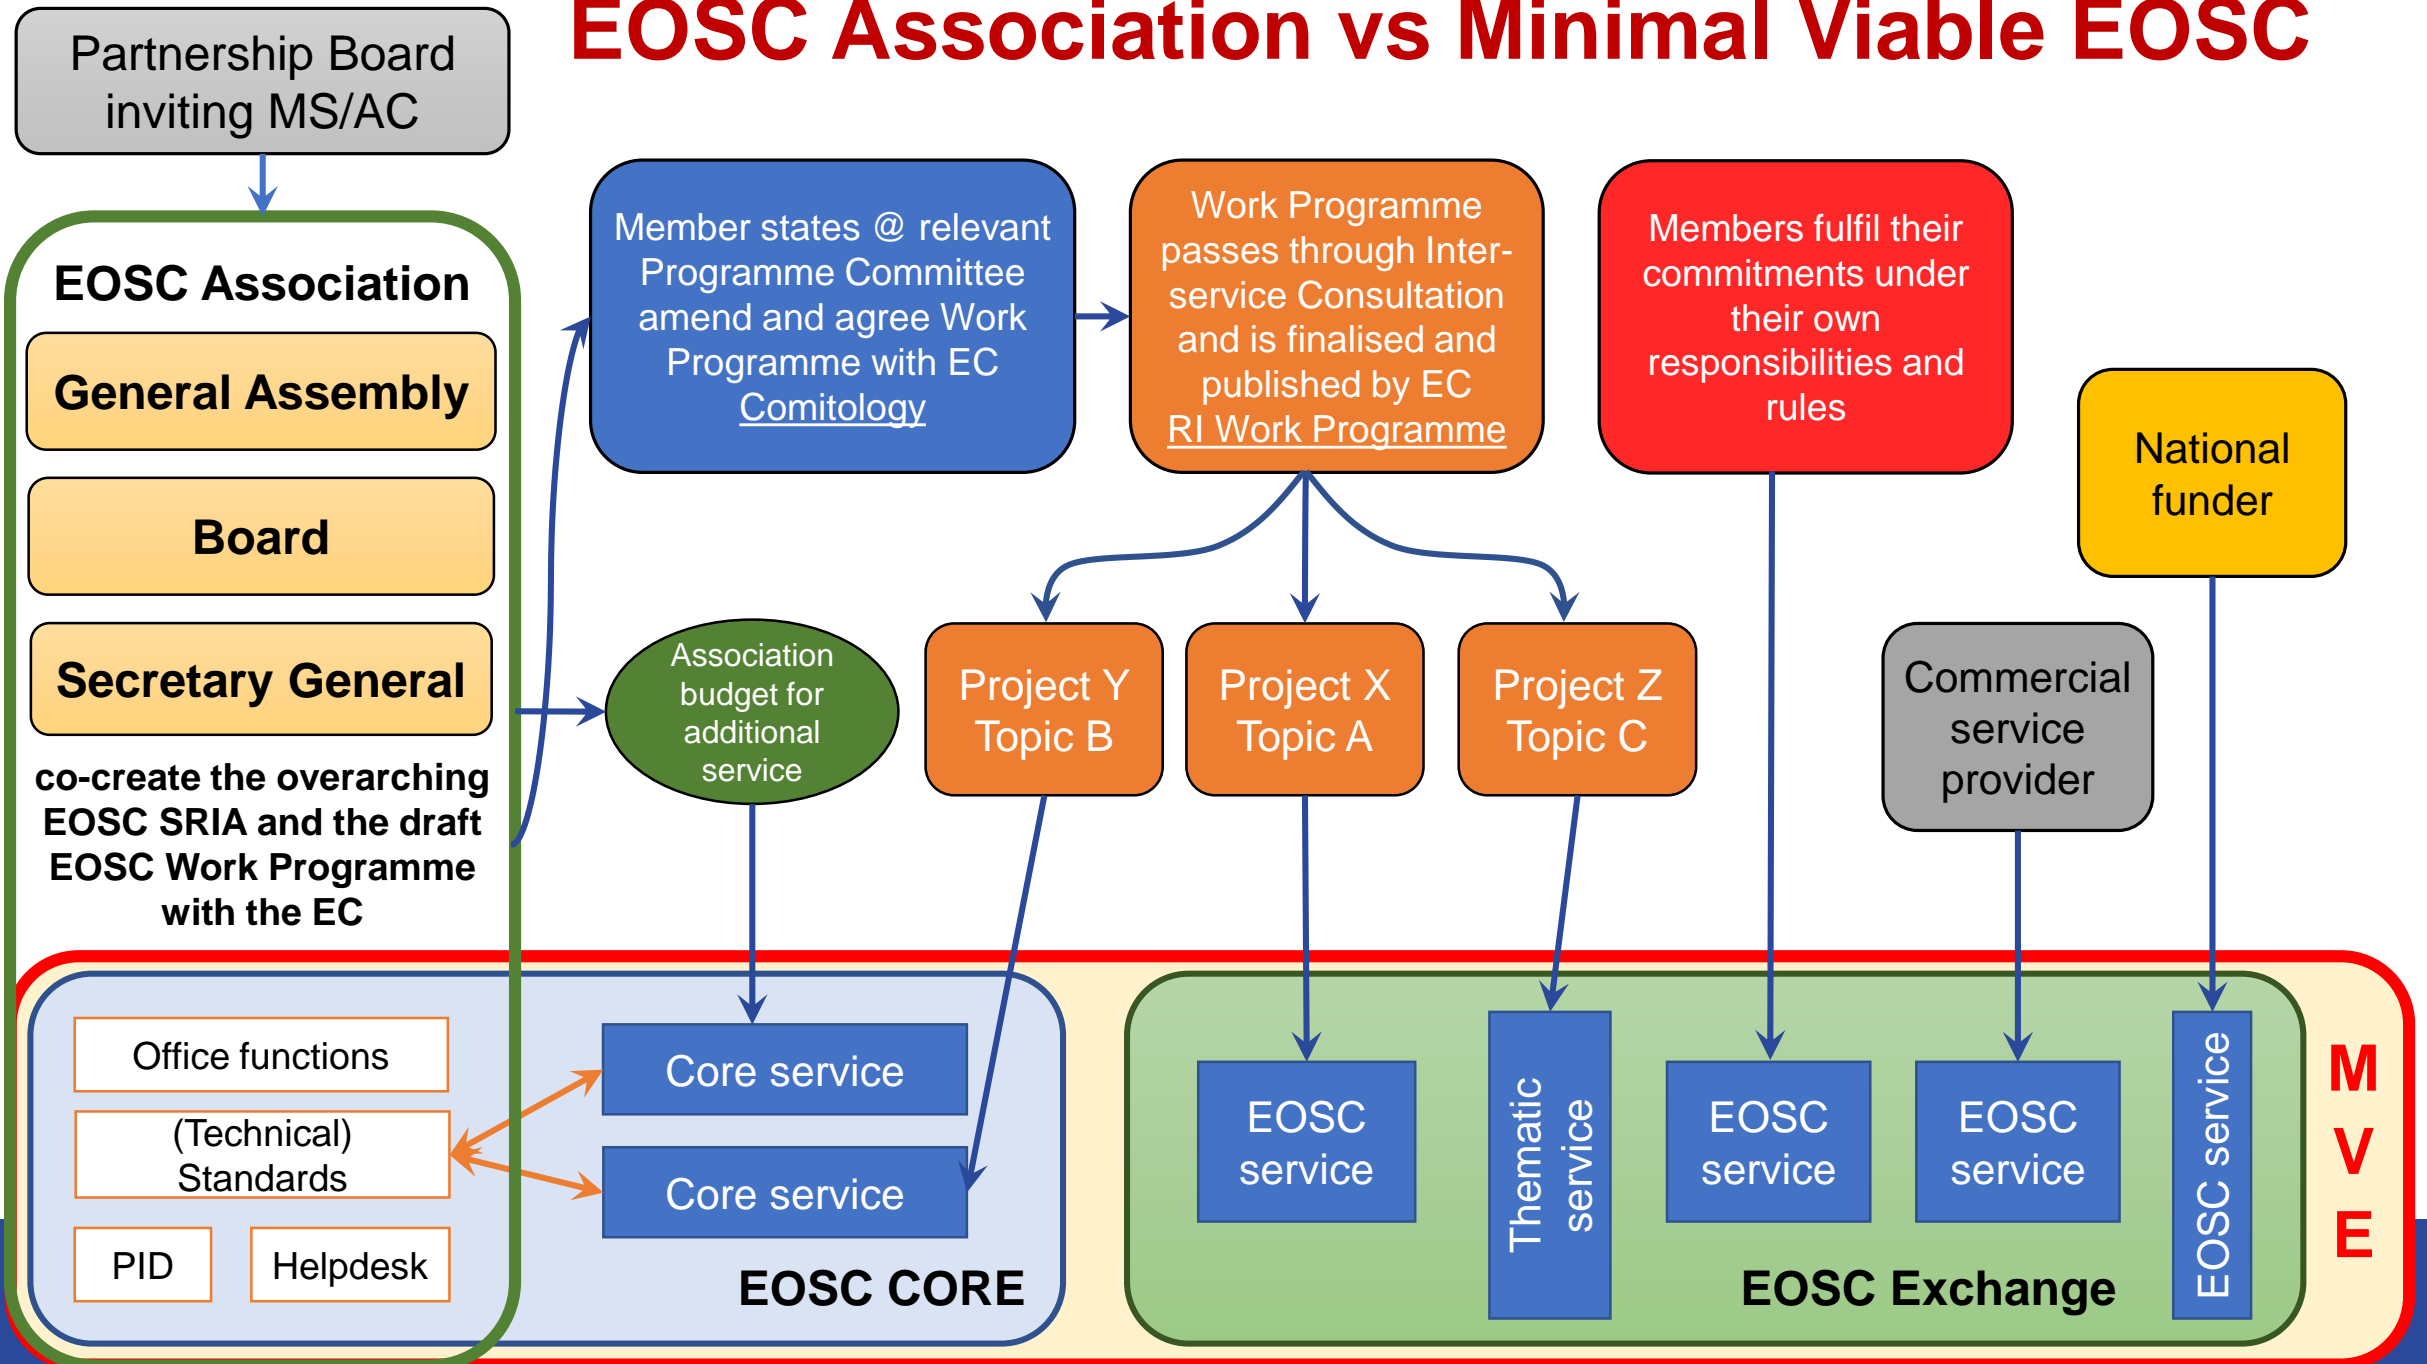 EOSC Association vs Minimal Viable EOSC
Partnership Board
inviting MS/AC
EOSC Association
General Assembly
Board
Secretary General
co-create the overarching
EOSC SRIA and the draft
EOSC Work Programme
with the EC
Member states @ relevant
Programme Committee
amend and agree Work
Programme with EC
Comitology
Work Programme
passes through Inter-
service Consultation
and is finalised and
published by EC
RI Work Programme
Members fulfil their
commitments under
their own
responsibilities and
rules
National
funder
Association
budget for
additional
service
Project Y
Topic B
Project X
Topic A
Project Z
Topic C
Commercial
service
provider
Office functions
(Technical)
Standards
PID
Helpdesk
Core service
Core service
EOSC CORE
EOSC
service
Thematic
service
EOSC
service
EOSC
service
EOSC service
EOSC Exchange
M
V
E